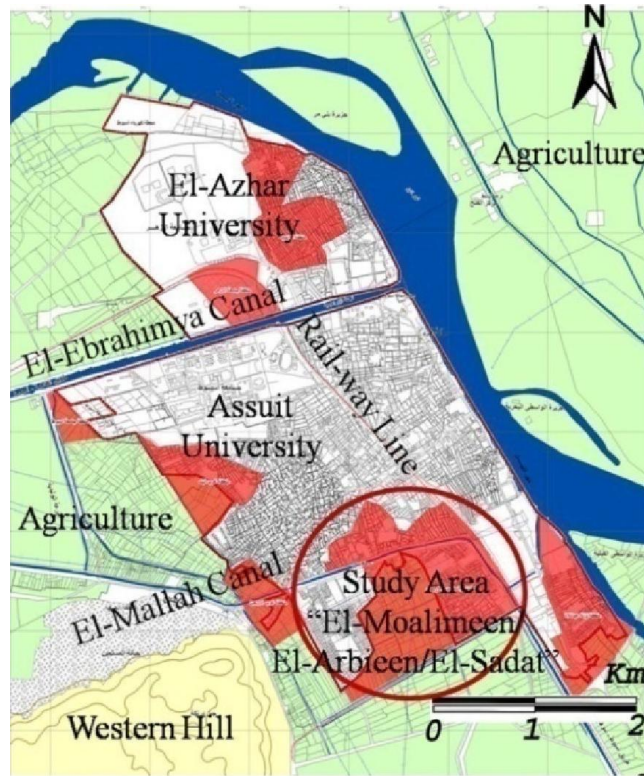 N
Agriculture
El-Azhar
University
El-Ebrahimya Canal
Rail-way Line
Assuit
University
Agriculture
El-Mallah Canal
Study Area
“El-Moalimeen/
El-Arbieen/El-Sadat”
Western Hill
Km
0 1 2